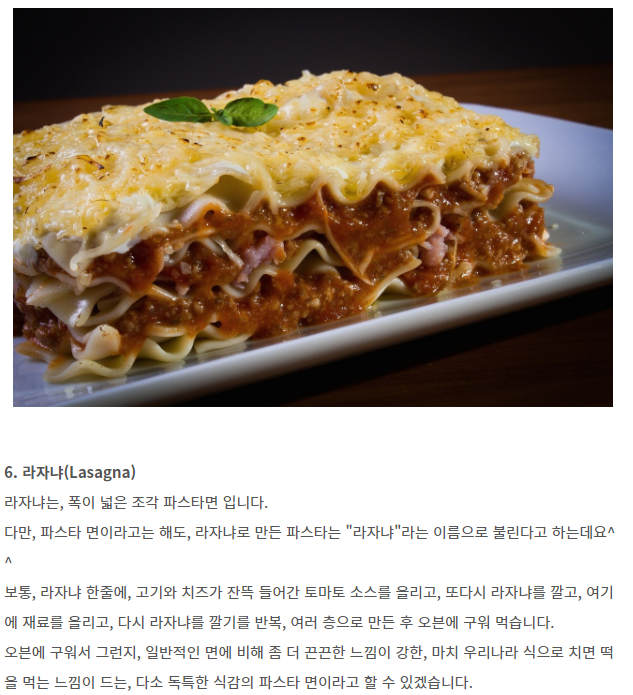 6. 라자냐(Lasagna)
라자냐는, 폭이 넓은 조각 파스타면 입니다.
다만, 파스타 면이라고는 해도, 라자냐로 만든 파스타는 "라자냐"라는 이름으로 불린다고 하는데요^
^
보통, 라자냐 한줄에, 고기와 치즈가 잔뜩 들어간 토마토 소스를 올리고, 또다시 라자냐를 깔고, 여기
에 재료를 올리고, 다시 라자냐를 깔기를 반복, 여러 층으로 만든 후 오븐에 구워 먹습니다.
오븐에 구워서 그런지, 일반적인 면에 비해 좀 더 끈끈한 느낌이 강한, 마치 우리나라 식으로 치면 떡
을 먹는 느낌이 드는, 다소 독특한 식감의 파스타 면이라고 할 수 있겠습니다.